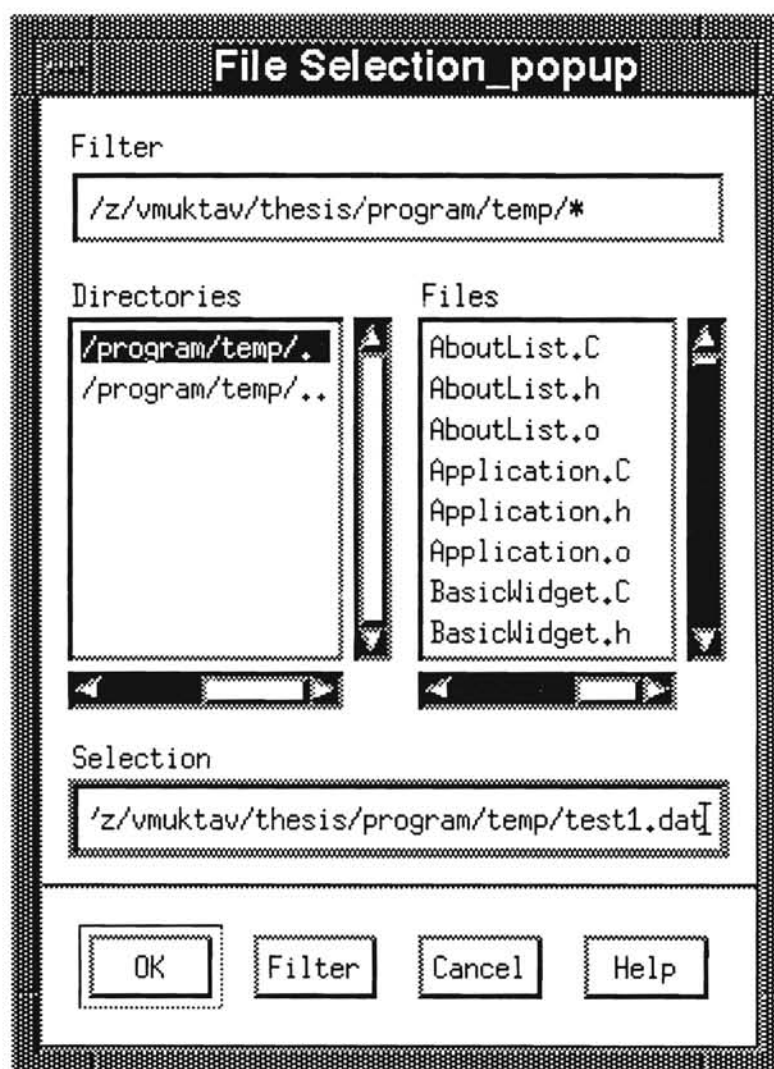 File Selection_popup
Filter
/z/vmuktav/thesis/program/temp/*
Directories
/program/temp/.
/program/temp/..
Files
AboutList.C
AboutList.h
AboutList.o
Application.C
Application.h
Application.o
BasicWidget.C
BasicWidget.h
Selection
/z/vmuktav/thesis/program/temp/test1.dat
OK Filter Cancel Help